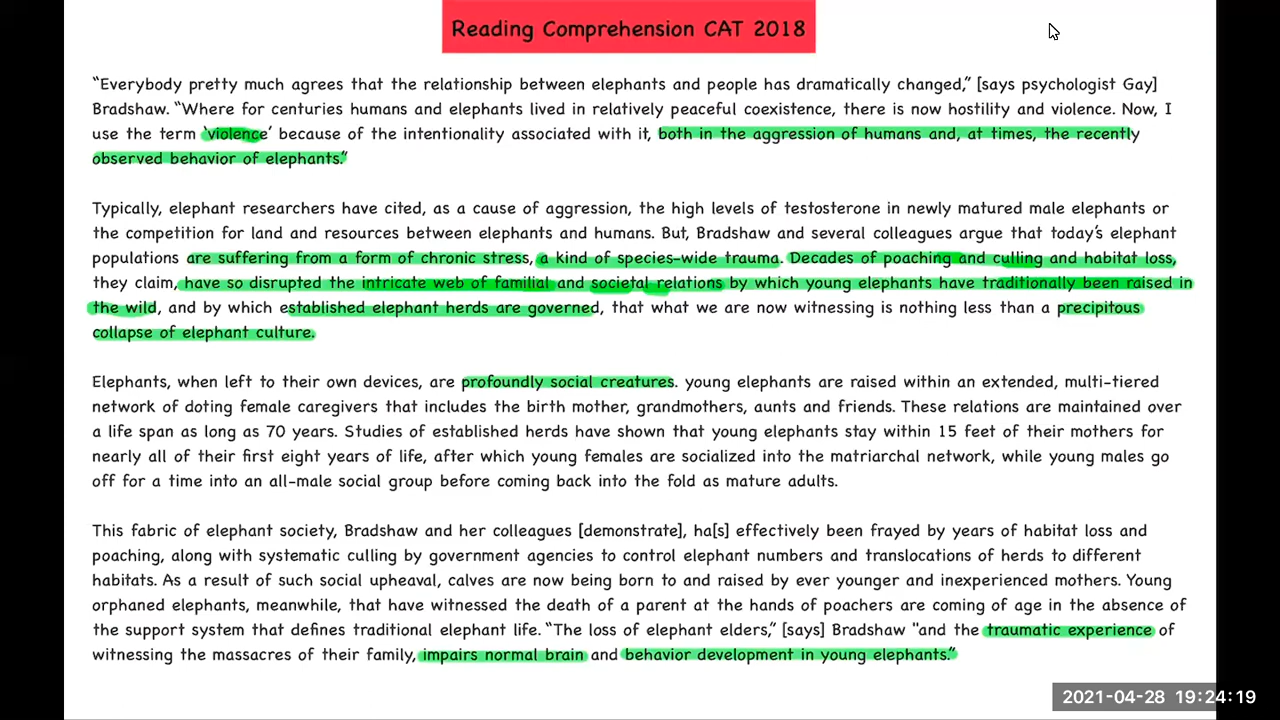 Reading Comprehension CAT 2018
“Everybody pretty much agrees that the relationship between elephants and people has dramatically changed,” [says psychologist Gay]
Bradshaw. “Where for centuries humans and elephants lived in relatively peaceful coexistence, there is now hostility and violence. Now, I
use the term ‘violence’ because of the intentionality associated with it, both in the aggression of humans and, at times, the recently
observed behavior of elephants.”
Typically, elephant researchers have cited, as a cause of aggression, the high levels of testosterone in newly matured male elephants or
the competition for land and resources between elephants and humans. But, Bradshaw and several colleagues argue that today’s elephant
populations are suffering from a form of chronic stress, a kind of species-wide trauma. Decades of poaching and culling and habitat loss,
they claim, have so disrupted the intricate web of familial and societal relations by which young elephants have traditionally been raised in
the wild, and by which established elephant herds are governed, that what we are now witnessing is nothing less than a precipitous
collapse of elephant culture.
Elephants, when left to their own devices, are profoundly social creatures. young elephants are raised within an extended, multi-tiered
network of doting female caregivers that includes the birth mother, grandmothers, aunts and friends. These relations are maintained over
a life span as long as 70 years. Studies of established herds have shown that young elephants stay within 15 feet of their mothers for
nearly all of their first eight years of life, after which young females are socialized into the matriarchal network, while young males go
off for a time into an all-male social group before coming back into the fold as mature adults.
This fabric of elephant society, Bradshaw and her colleagues [demonstrate], ha[s] effectively been frayed by years of habitat loss and
poaching, along with systematic culling by government agencies to control elephant numbers and translocations of herds to different
habitats. As a result of such social upheaval, calves are now being born to and raised by ever younger and inexperienced mothers. Young
orphaned elephants, meanwhile, that have witnessed the death of a parent at the hands of poachers are coming of age in the absence of
the support system that defines traditional elephant life. “The loss of elephant elders,” [says] Bradshaw "and the traumatic experience of
witnessing the massacres of their family, impairs normal brain and behavior development in young elephants.”
2021-04-28 19:24:19